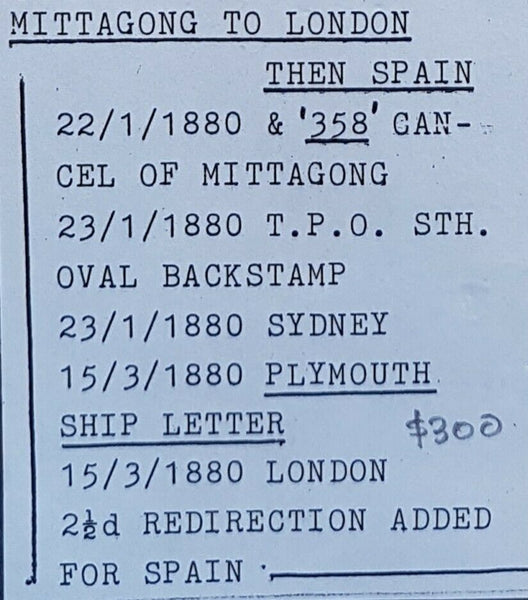 MITTAGONG TO LONDON
THEN SPAIN
22/1/1880 & '358' CAN-
CEL OF MITTAGONG
23/1/1880 T.P.O. STH.
OVAL BACKSTAMP
23/1/1880 SYDNEY
15/3/1880 PLYMOUTH
SHIP LETTER $300
15/3/1880 LONDON
2½d REDIRECTION ADDED
FOR SPAIN